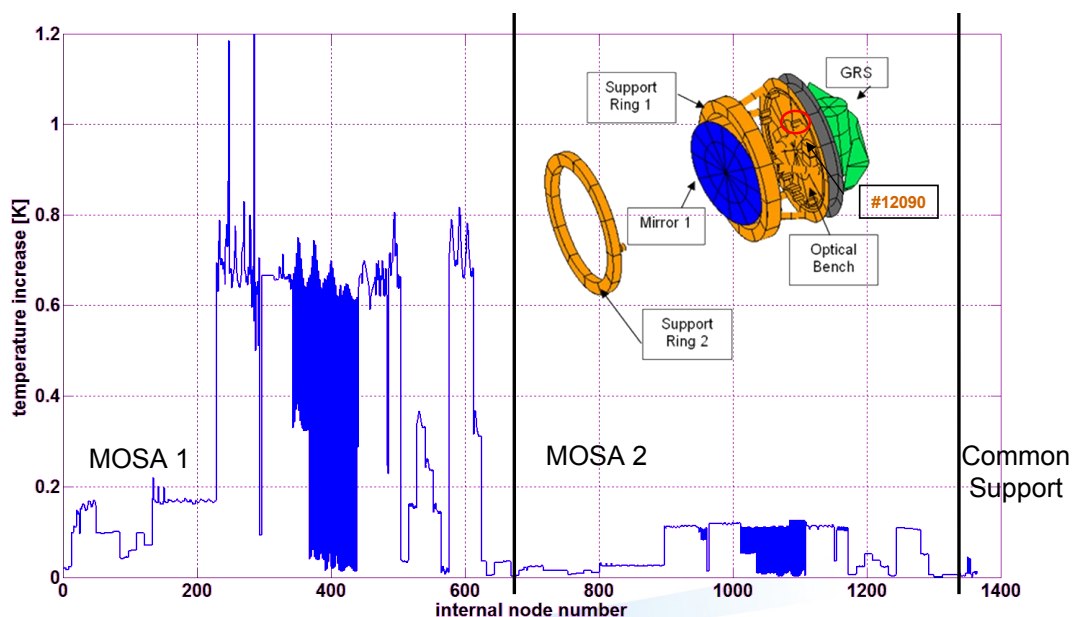 1.2
1
0.8
0.6
0.4
0.2
0
temperature increase [K]
0
200
400
600
800
1000
1200
1400
internal node number
MOSA 1
MOSA 2
Common
Support
Support
Ring 1
GRS
Mirror 1
#12090
Optical
Bench
Support
Ring 2